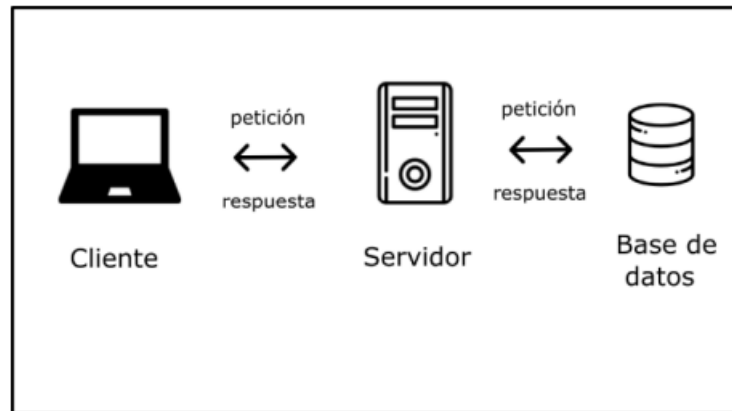 petición
respuesta
petición
respuesta
Cliente
Servidor
Base de
datos